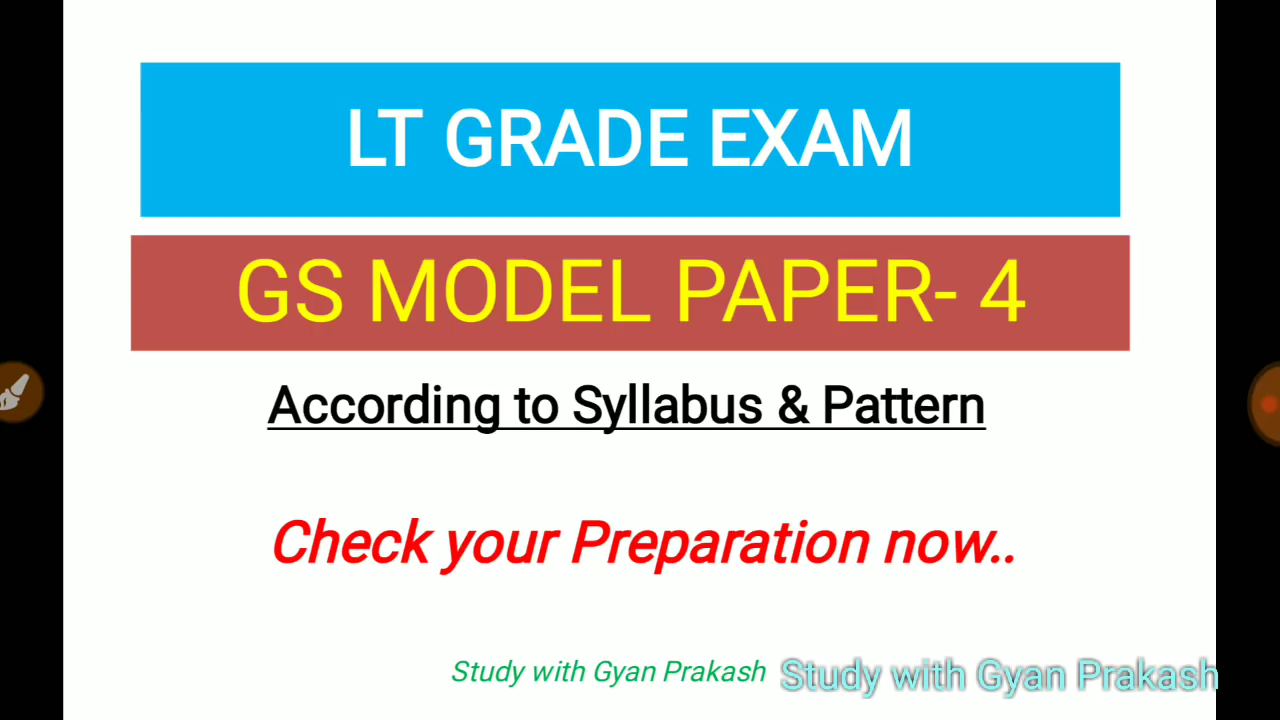 LT GRADE EXAM
GS MODEL PAPER- 4
According to Syllabus & Pattern
Check your Preparation now..
Study with Gyan Prakash Study with Gyan Prakash